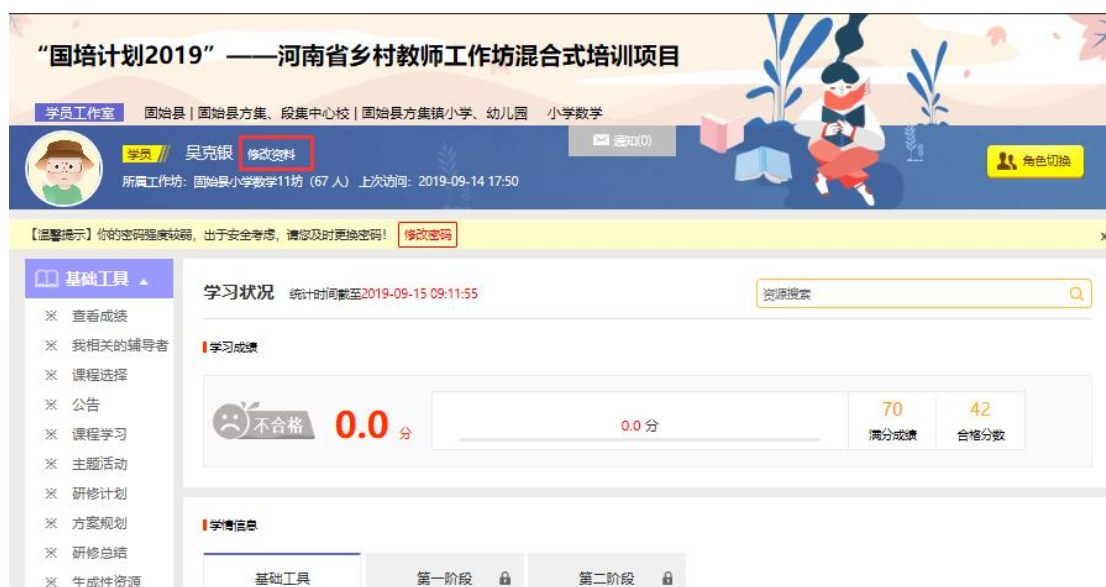 “国培计划2019”——河南省乡村教师工作坊混合式培训项目
学员工作室 固始县 | 固始县方集、段集中心校 | 固始县方集镇小学、幼儿园 小学数学
学员 吴克银 修改资料 通知(0)
角色切换
所属工作坊：固始县小学数学11坊（67 人）上次访问：2019-09-14 17:50
【温馨提示】你的密码强度较弱，出于安全考虑，请您及时更换密码！ 修改密码 x
基础工具
学习状况 统计时间截至2019-09-15 09:11:55 资源搜索
※ 查看成绩
※ 我相关的辅导者
学习成绩
※ 课程选择
※ 公告
不合格 0.0 分 0.0 分 70 42
满分成绩 合格分数
※ 课程学习
※ 主题活动
※ 研修计划
※ 方案规划
学情信息
※ 研修总结
※ 生成性资源
基础工具 第一阶段 第二阶段